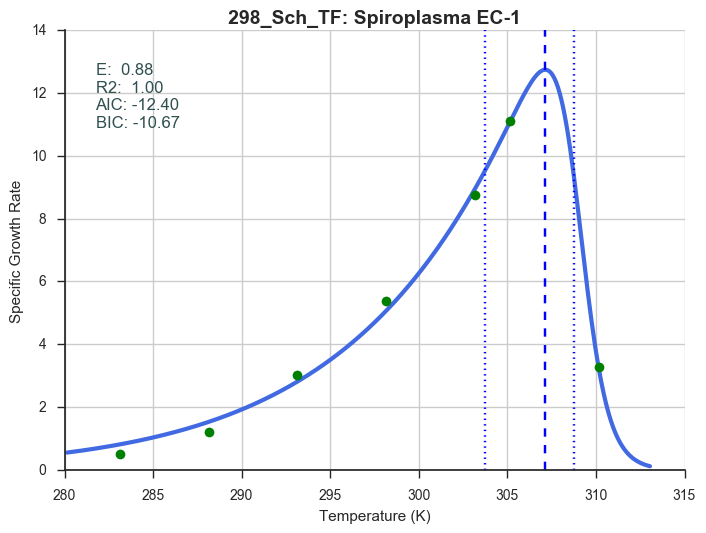 298_Sch_TF: Spiroplasma EC-1
E:  0.88
R2:  1.00
AIC: -12.40
BIC: -10.67
14
12
10
8
6
4
2
0
Specific Growth Rate
280 285 290 295 300 305 310 315
Temperature (K)